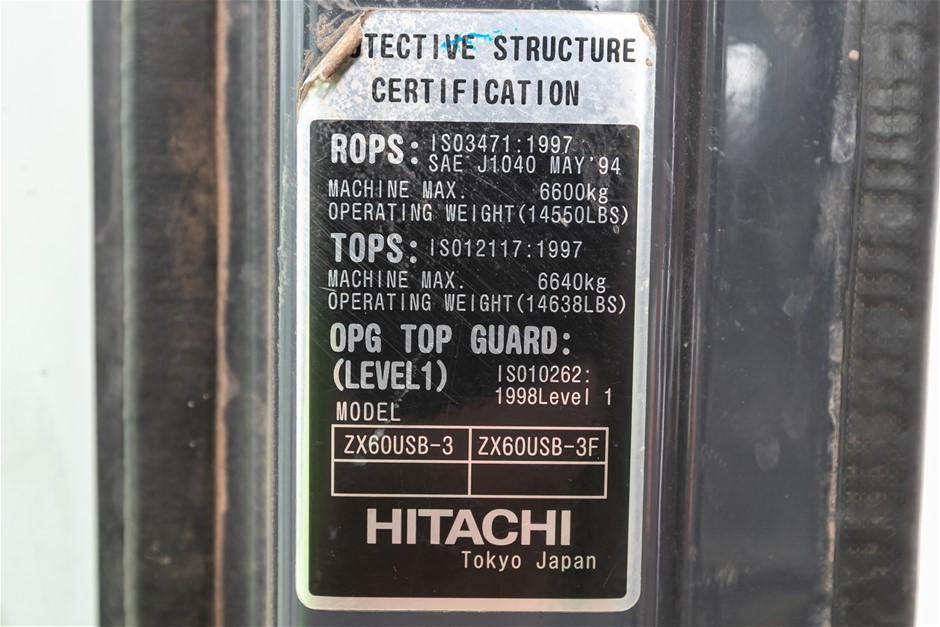 OTECTIVE STRUCTURE
CERTIFICATION
ROPS: ISO3471:1997
SAE J1040 MAY'94
MACHINE MAX. 6600kg
OPERATING WEIGHT(14550LBS)
TOPS: ISO12117:1997
MACHINE MAX. 6640kg
OPERATING WEIGHT(14638LBS)
OPG TOP GUARD:
(LEVEL1) ISO10262:
1998Level 1
MODEL
ZX60USB-3 ZX60USB-3F
HITACHI
Tokyo Japan